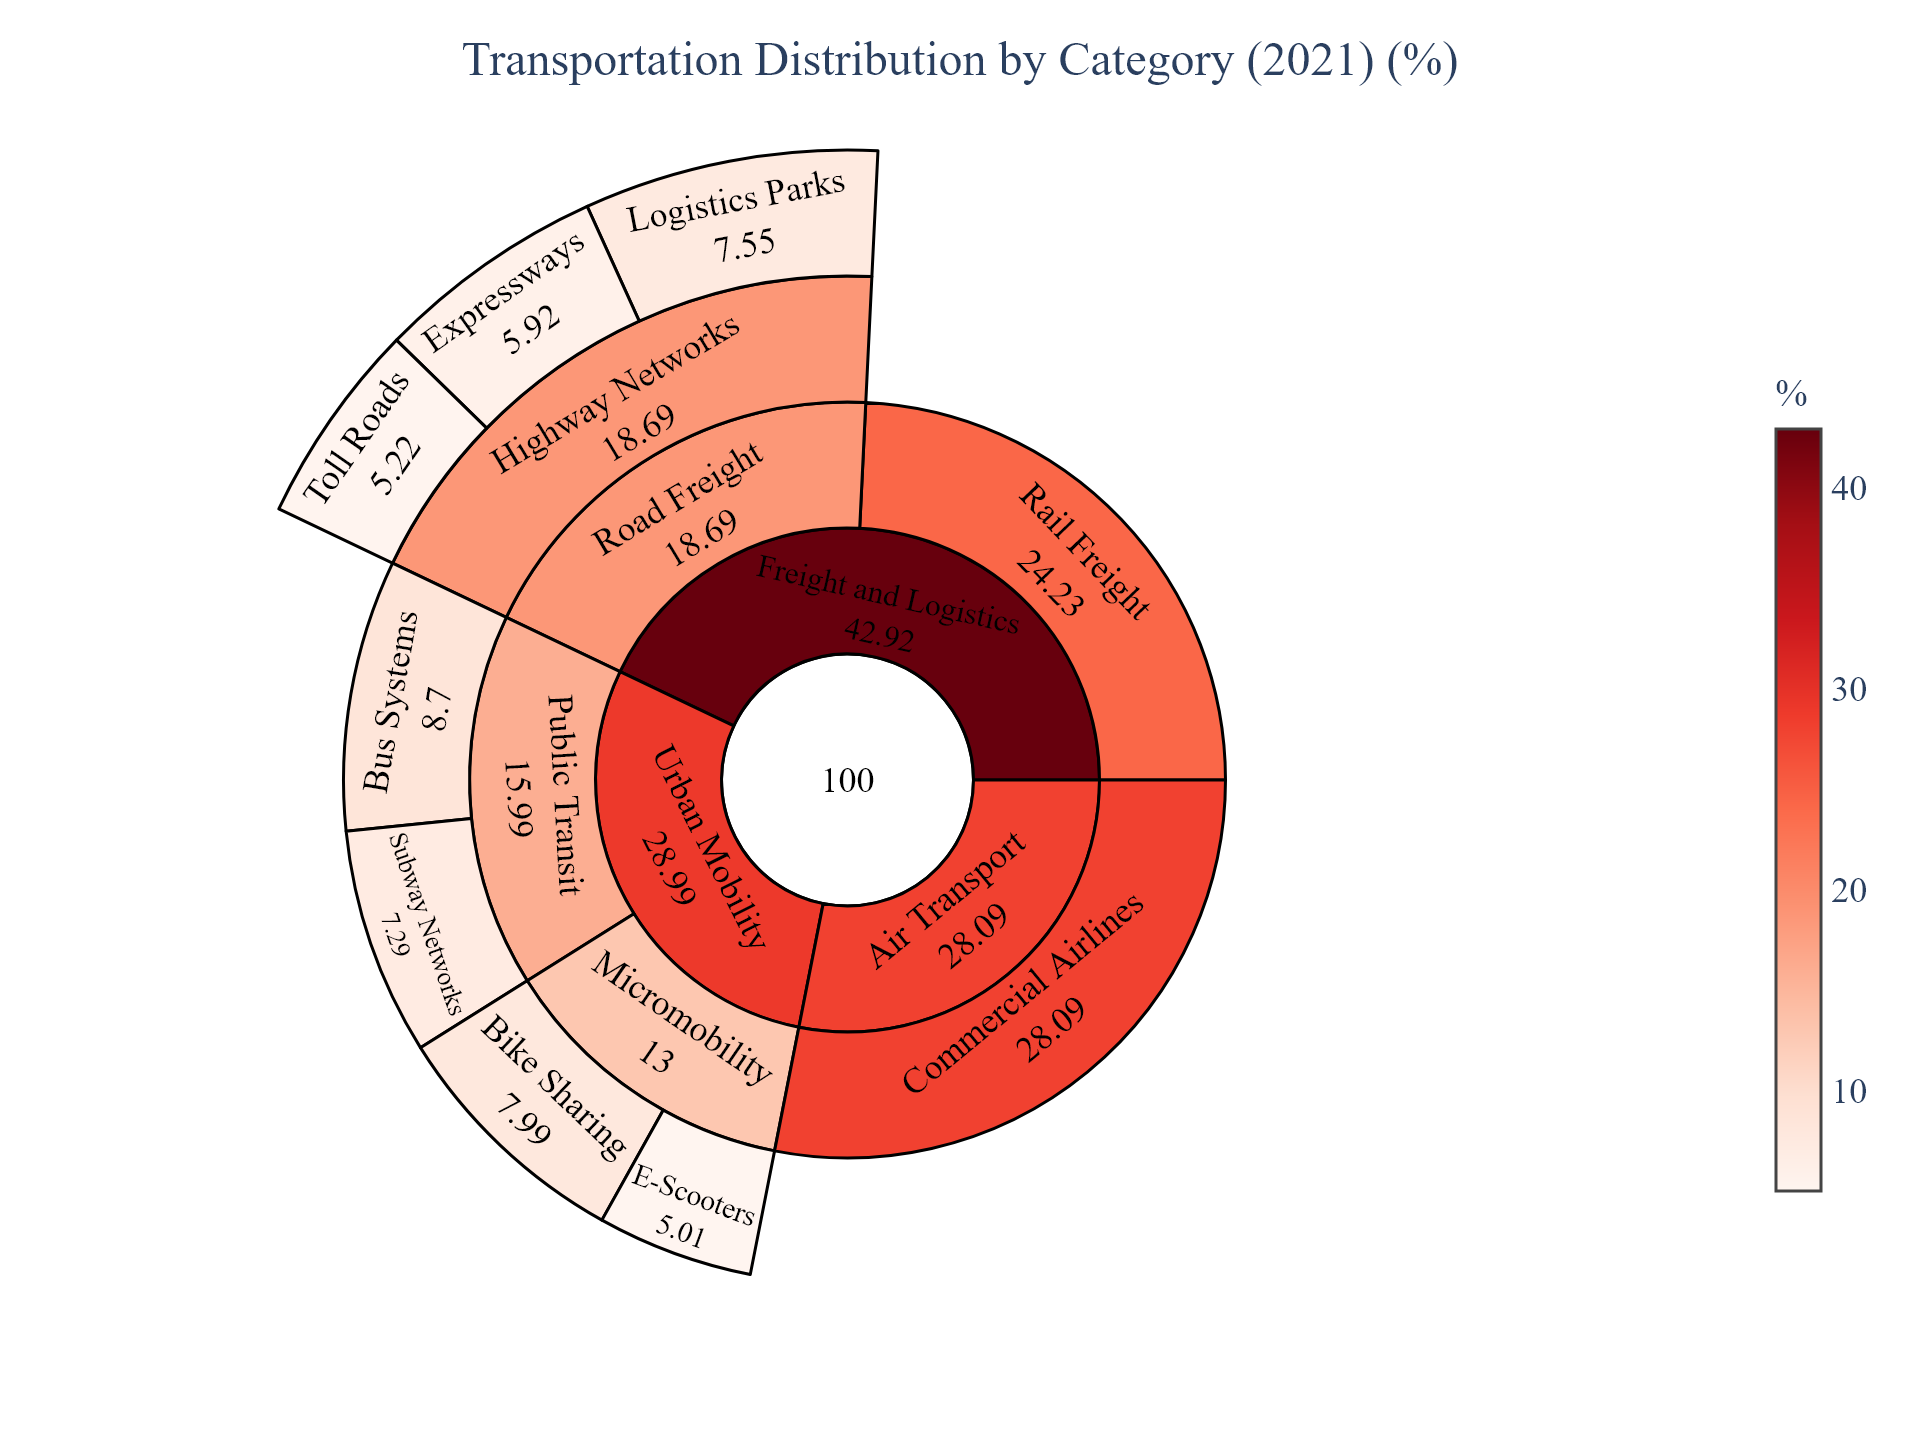 Transportation Distribution by Category (2021) (%)
Logistics Parks
7.55
Expressways
5.92
Toll Roads
5.22
Highway Networks
18.69
Road Freight
18.69
Rail Freight
24.23
Freight and Logistics
42.92
Bus Systems
8.7
Public Transit
15.99
Urban Mobility
28.99
100
Subway Networks
7.29
Micromobility
13
Bike Sharing
7.99
E-Scooters
5.01
Air Transport
28.09
Commercial Airlines
28.09
%
40
30
20
10